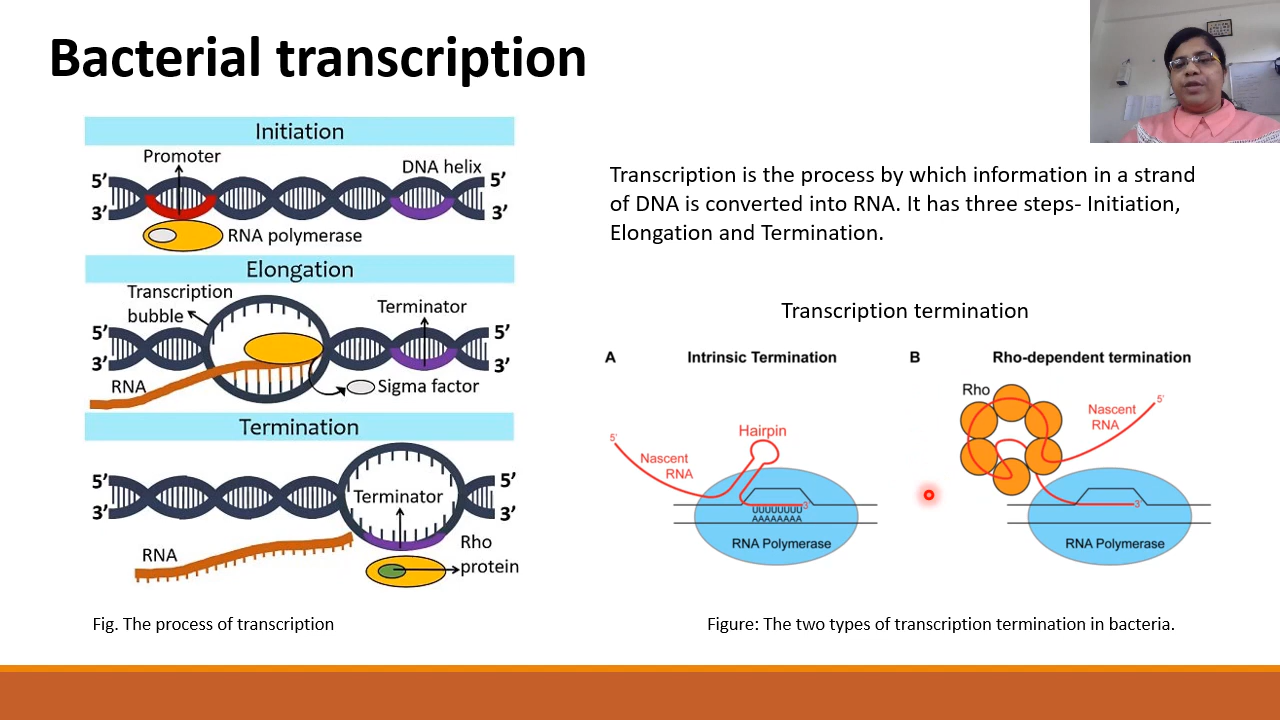 Bacterial transcription
Initiation
Promoter
DNA helix
5’
5’
3’
3’
RNA polymerase
Elongation
Transcription
bubble
Terminator
5’
5’
3’
3’
RNA
Sigma factor
Termination
5’
5’
Terminator
3’
3’
RNA
Rho
protein
Fig. The process of transcription
Transcription is the process by which information in a strand
of DNA is converted into RNA. It has three steps- Initiation,
Elongation and Termination.
Transcription termination
A
Intrinsic Termination
Hairpin
5'
Nascent
RNA
3'
UUUUUUUU
AAAAAAAA
RNA Polymerase
B
Rho-dependent termination
Rho
Nascent
RNA
5'
3'
RNA Polymerase
Figure: The two types of transcription termination in bacteria.